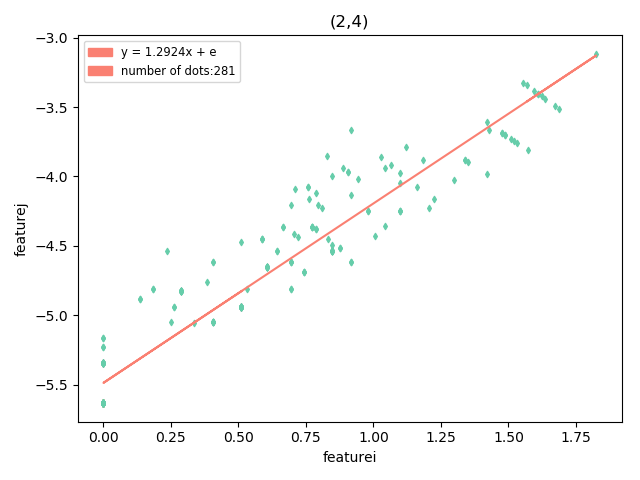 (2,4)
y = 1.2924x + e
number of dots:281
−3.0
−3.5
−4.0
−4.5
−5.0
−5.5
featurej
0.00 0.25 0.50 0.75 1.00 1.25 1.50 1.75
featurei